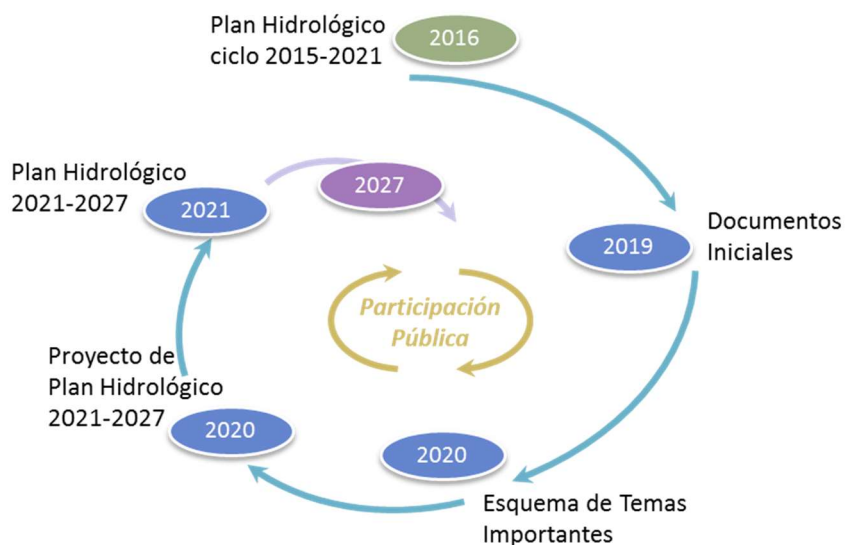 Plan Hidrológico
ciclo 2015-2021
2016
Documentos
Iniciales
2019
Esquema de Temas
Importantes
2020
Proyecto de
Plan Hidrológico
2021-2027
2020
Plan Hidrológico
2021-2027
2021
2027
Participación
Pública